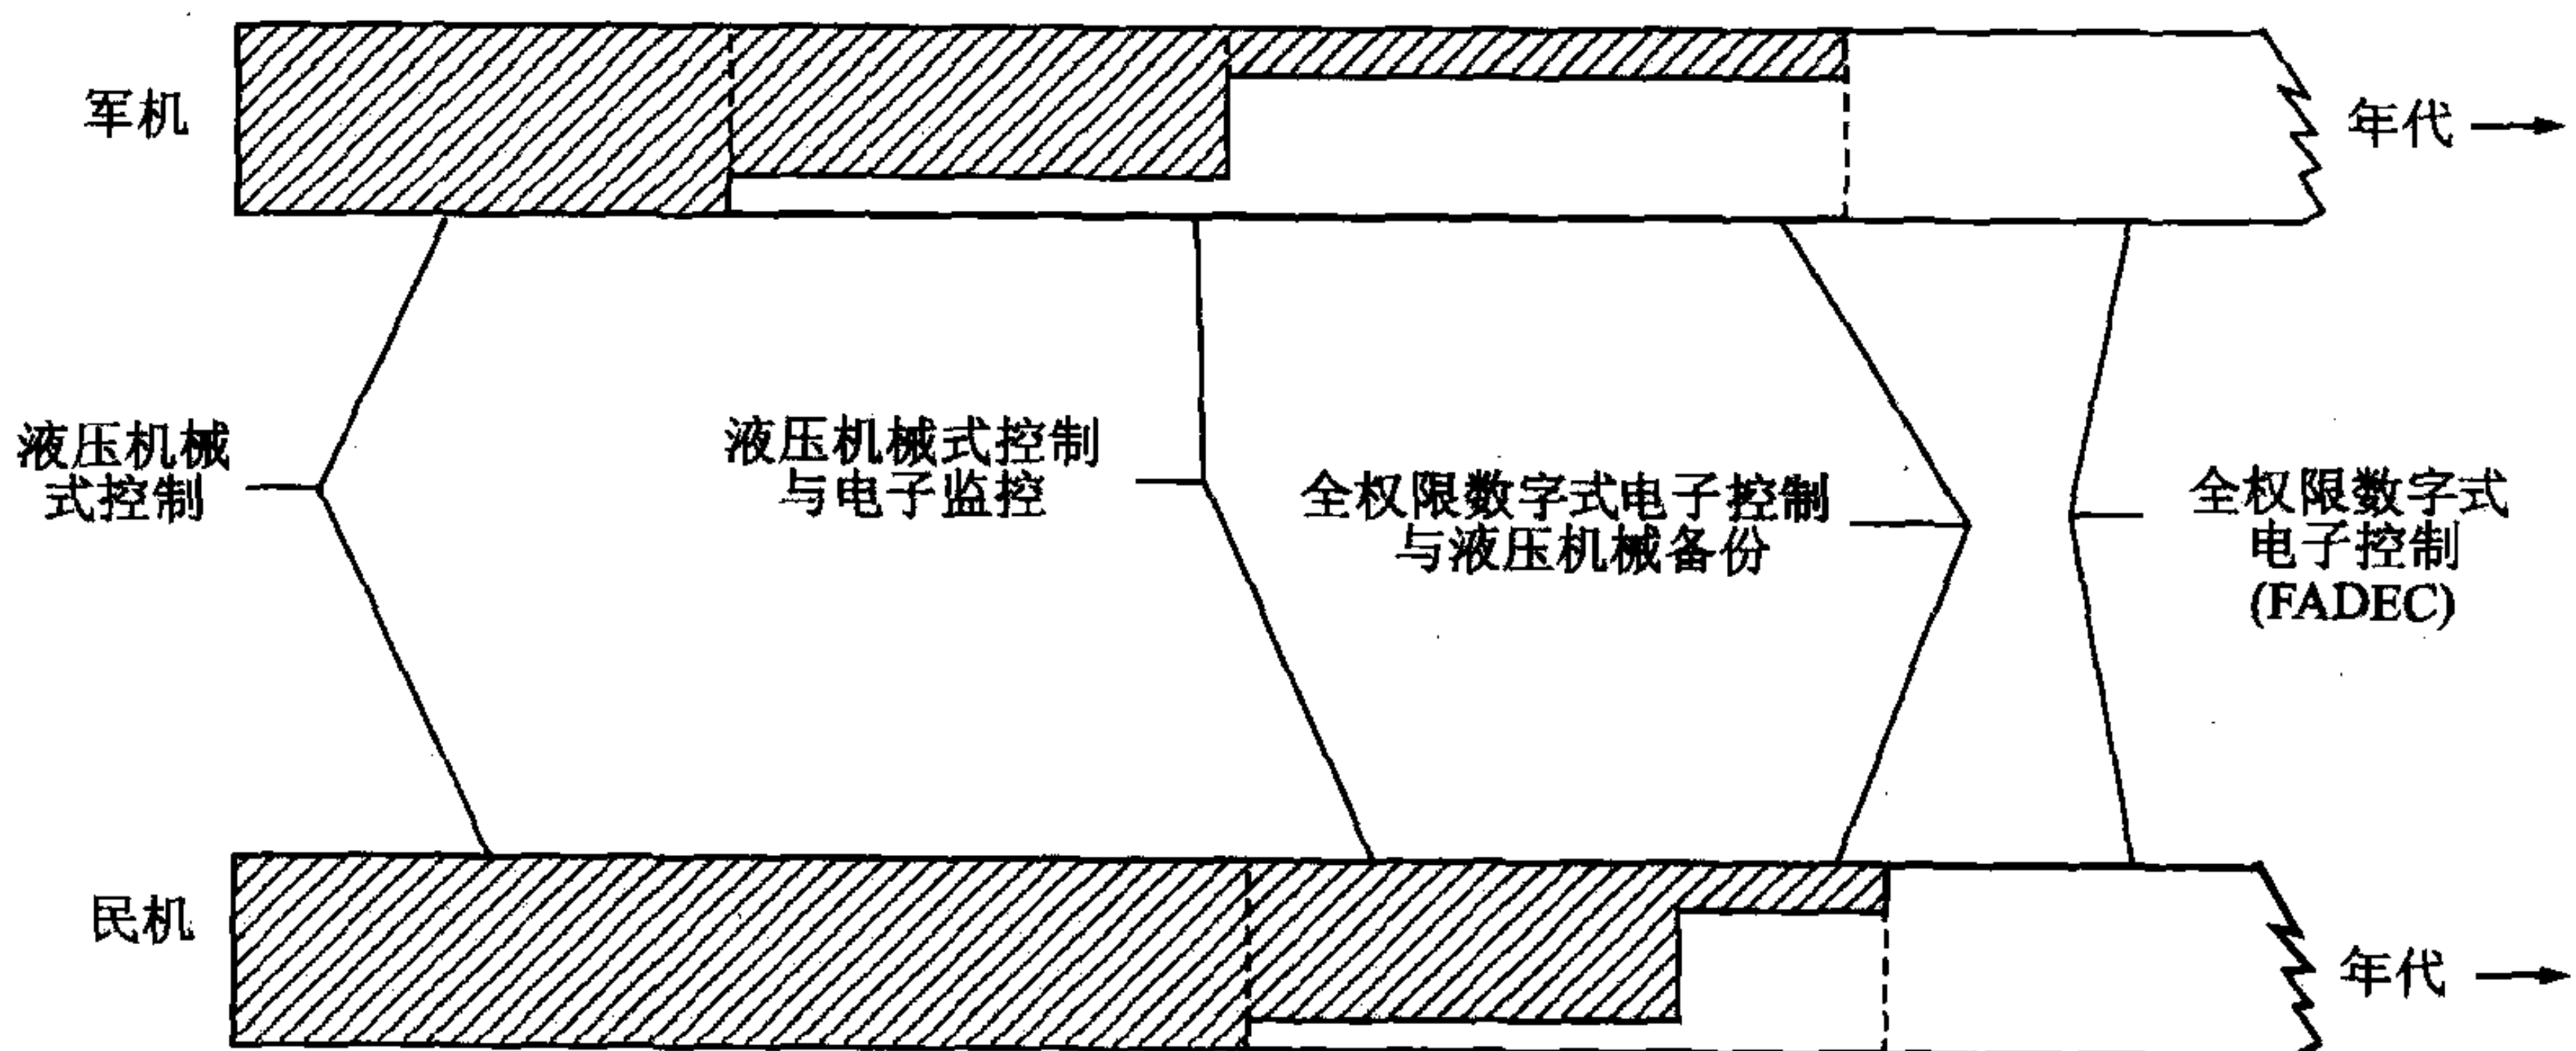 军机
年代
液压机械
式控制
液压机械式控制
与电子监控
全权限数字式电子控制
与液压机械备份
全权限数字式
电子控制
(FADEC)
民机
年代